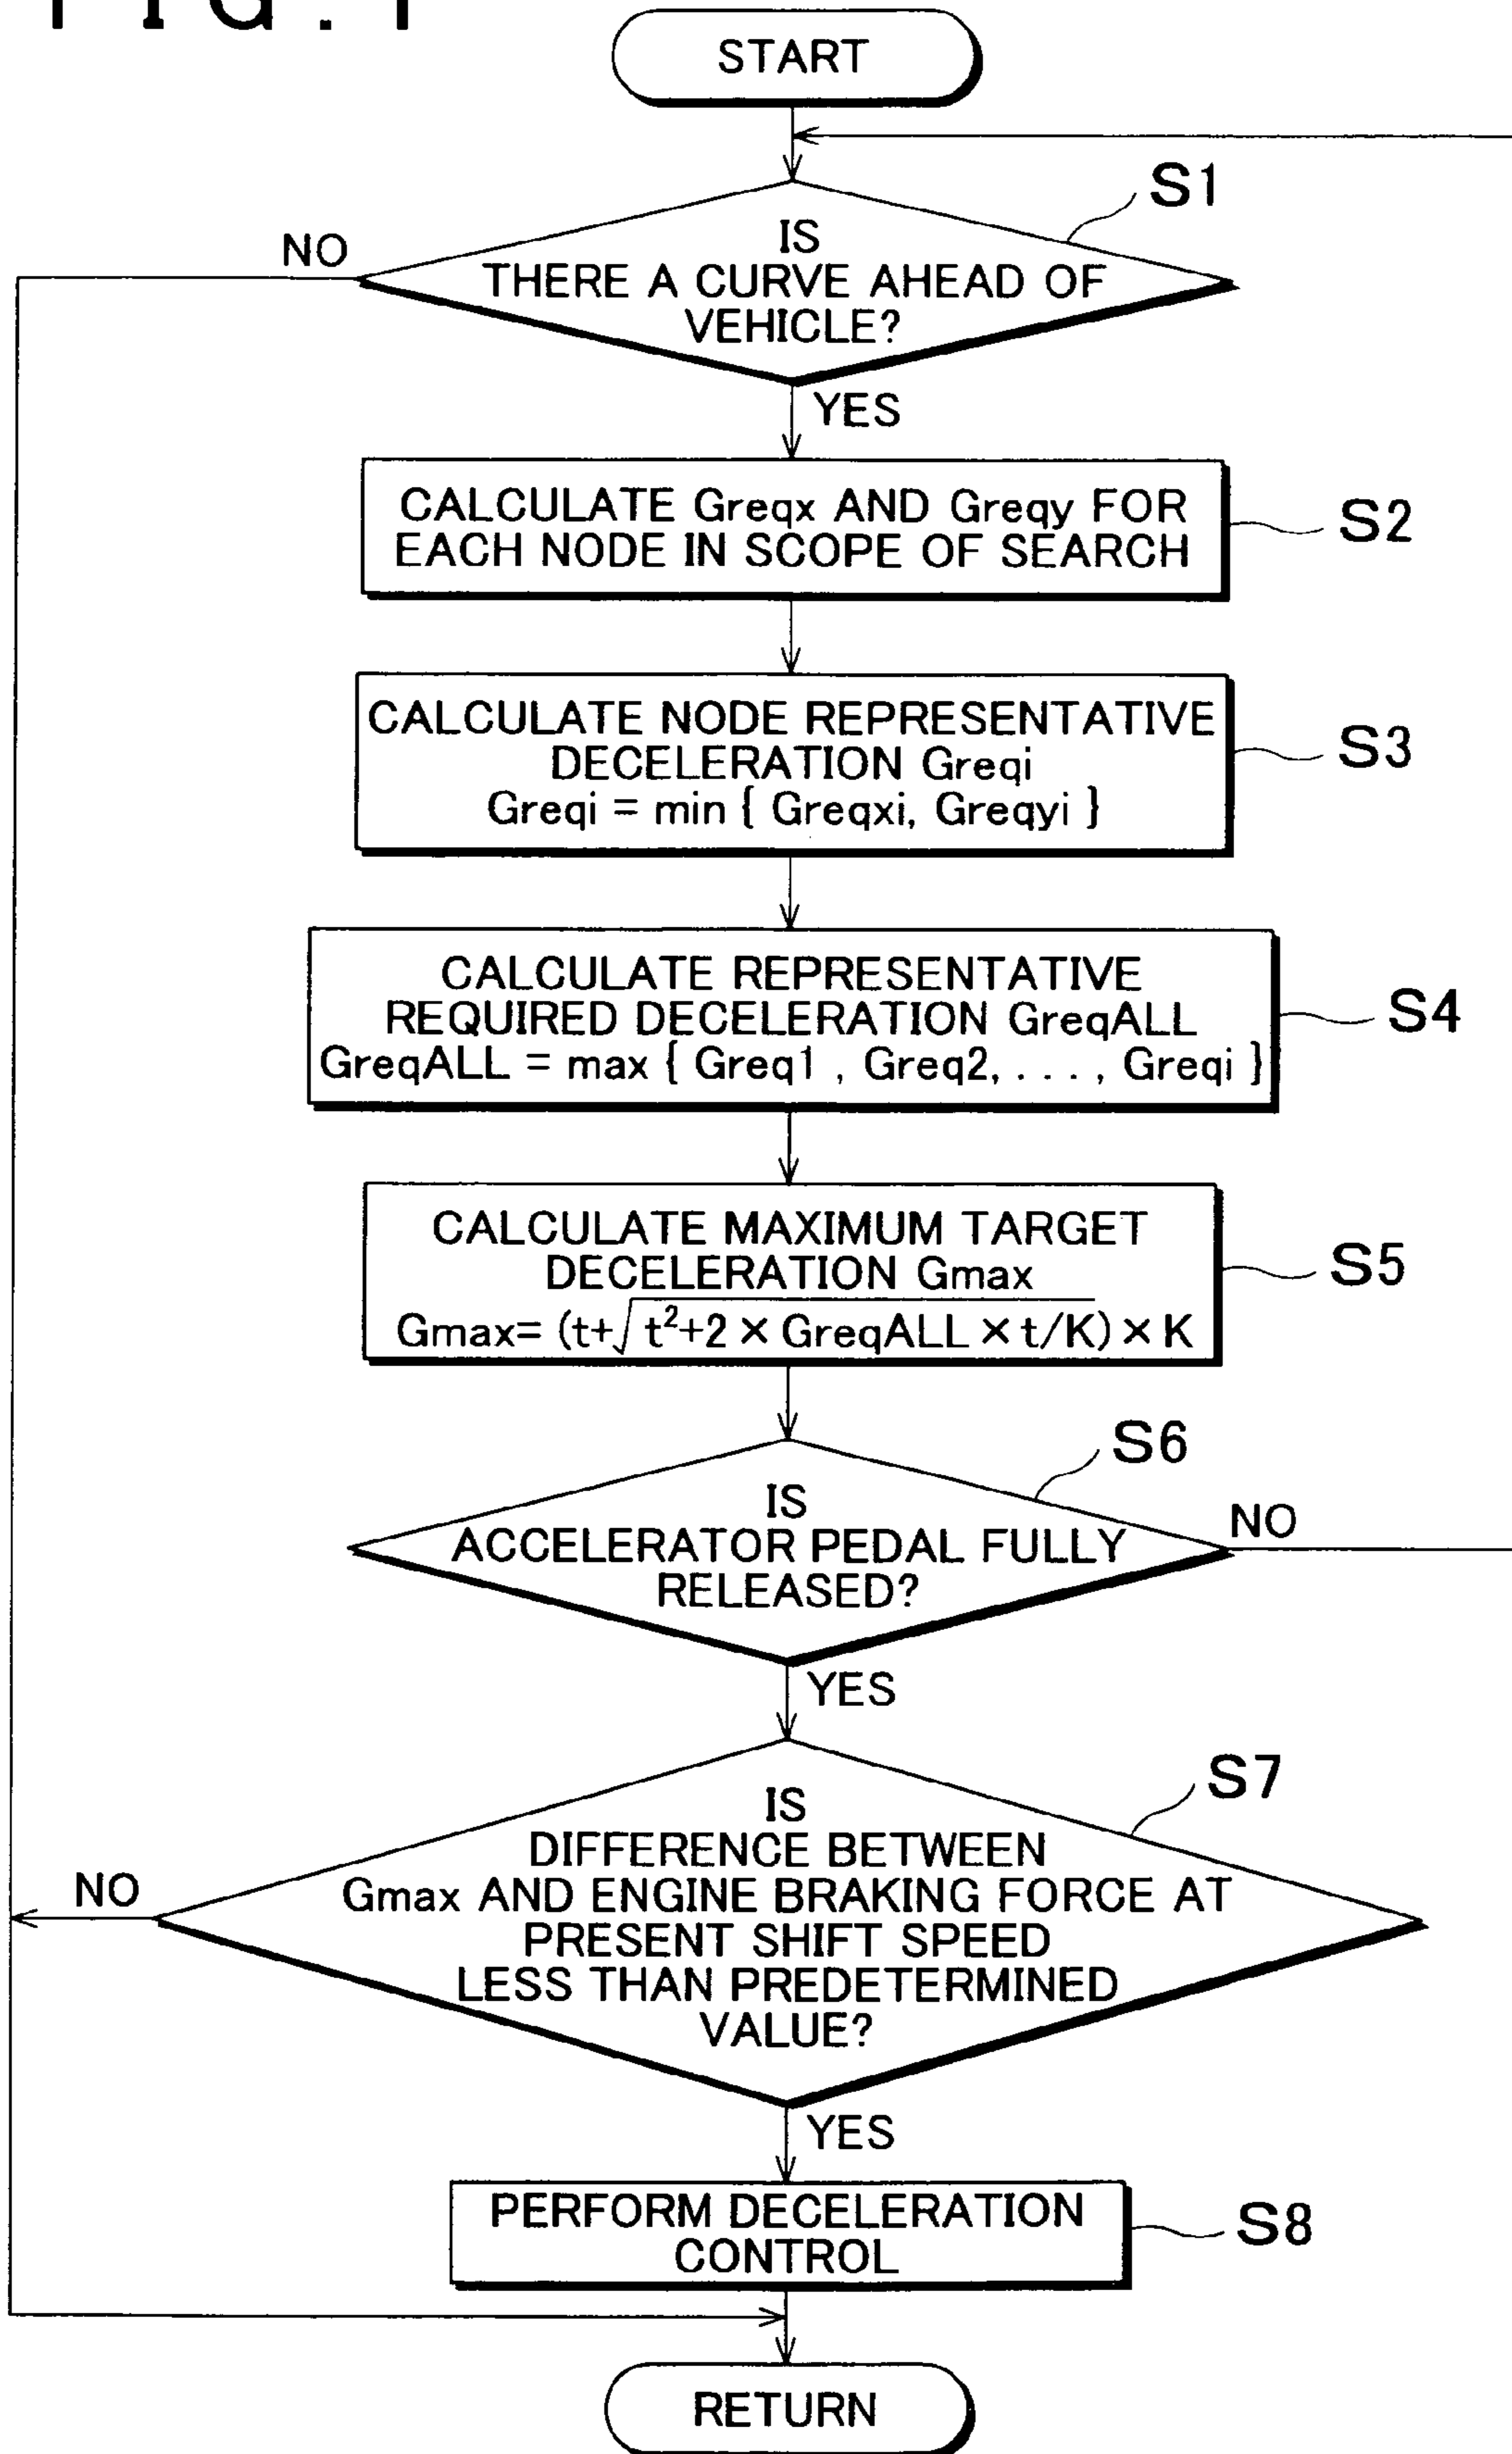 FIG.1
START
S1
NO
IS
THERE A CURVE AHEAD OF
VEHICLE?
YES
CALCULATE Greqx AND Greqy FOR
EACH NODE IN SCOPE OF SEARCH
S2
CALCULATE NODE REPRESENTATIVE
DECELERATION Greqi
Greqi = min { Greqxi, Greqyi }
S3
CALCULATE REPRESENTATIVE
REQUIRED DECELERATION GreqALL
GreqALL = max { Greq1 , Greq2, . . . , Greqi }
S4
CALCULATE MAXIMUM TARGET
DECELERATION Gmax
Gmax= (t+√t²+2 × GreqALL × t/K) × K
S5
S6
IS
ACCELERATOR PEDAL FULLY
RELEASED?
NO
YES
S7
IS
DIFFERENCE BETWEEN
Gmax AND ENGINE BRAKING FORCE AT
PRESENT SHIFT SPEED
LESS THAN PREDETERMINED
VALUE?
NO
YES
PERFORM DECELERATION
CONTROL
S8
RETURN